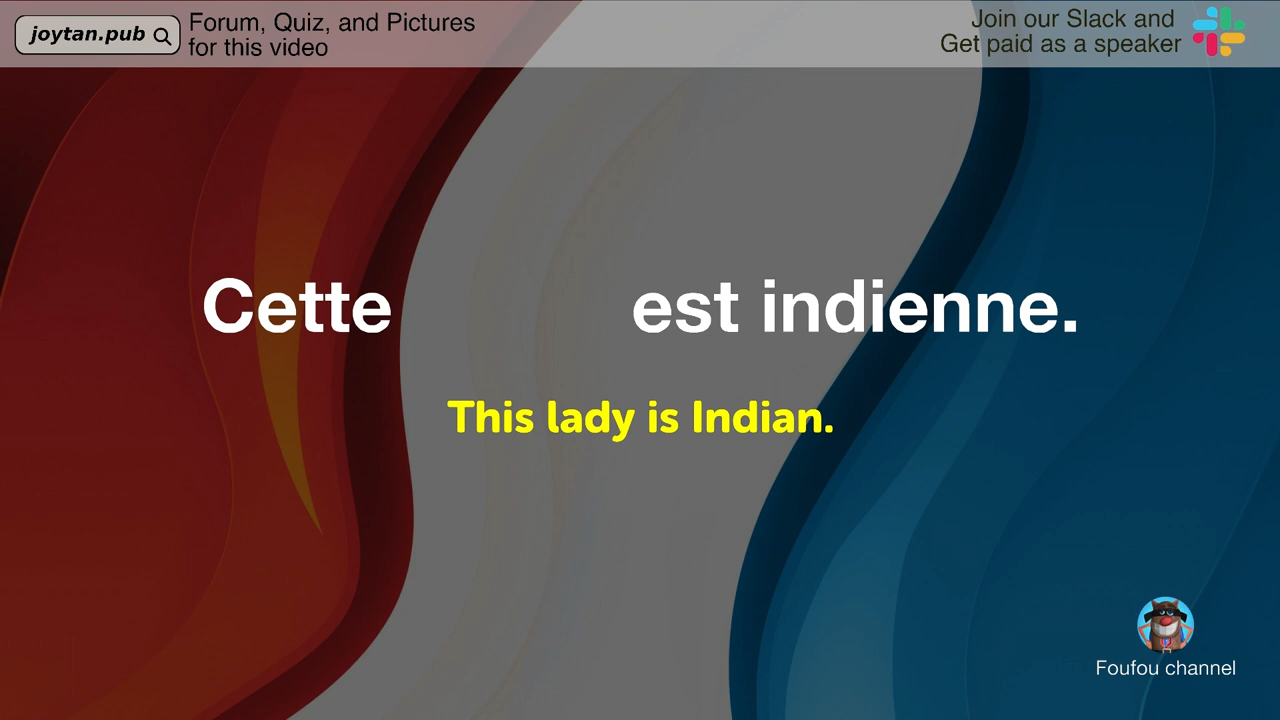 joytan.pub
Forum, Quiz, and Pictures
for this video
Join our Slack and
Get paid as a speaker
Cette est indienne.
This lady is Indian.
Foufou channel